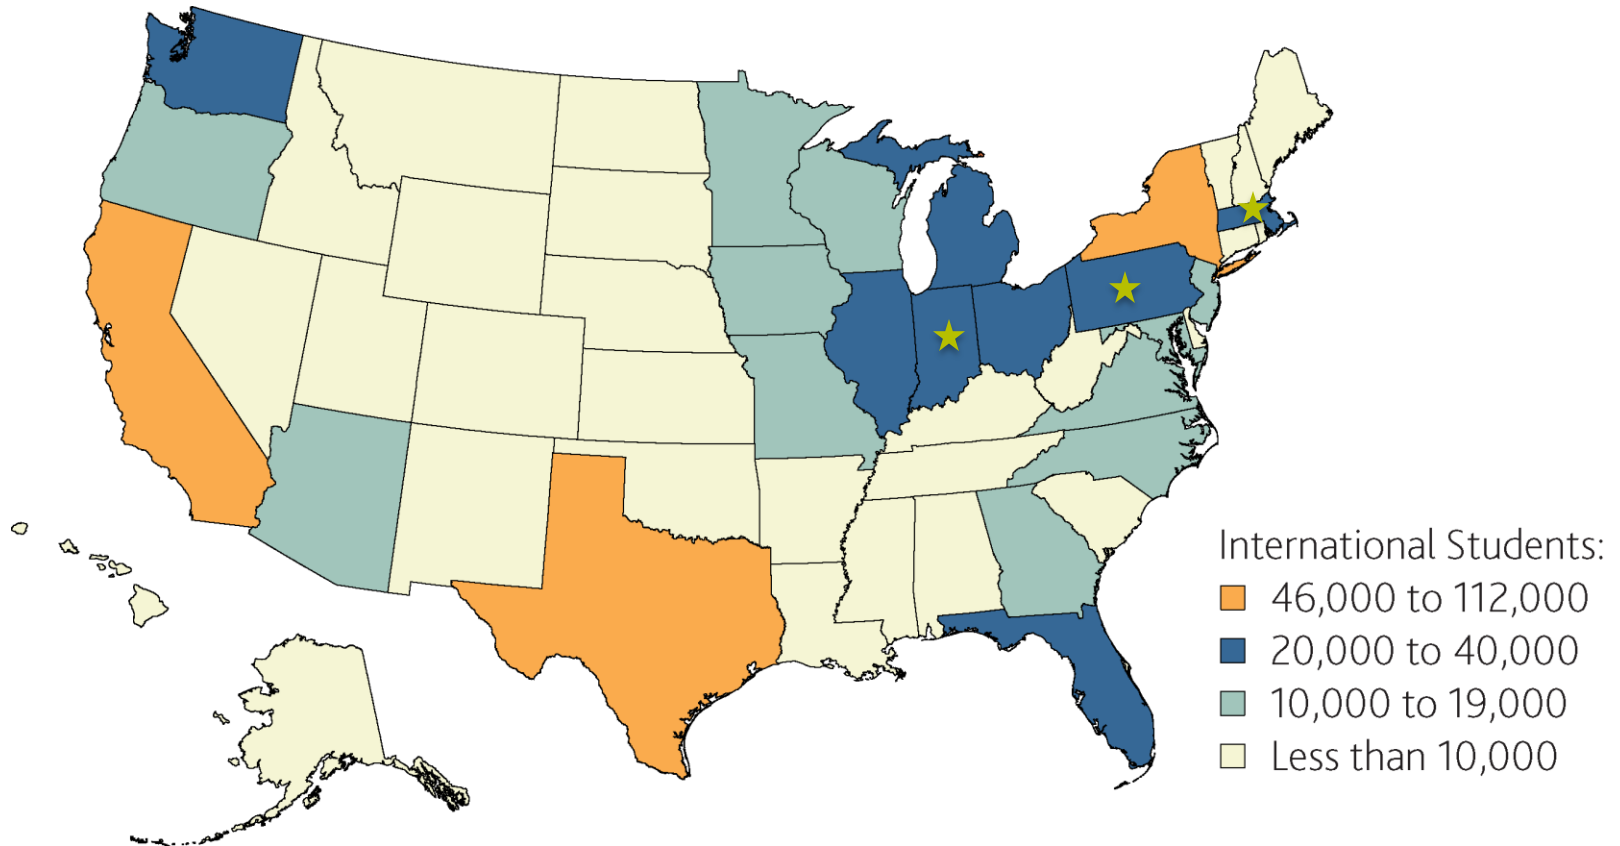 International Students:
46,000 to 112,000
20,000 to 40,000
10,000 to 19,000
Less than 10,000